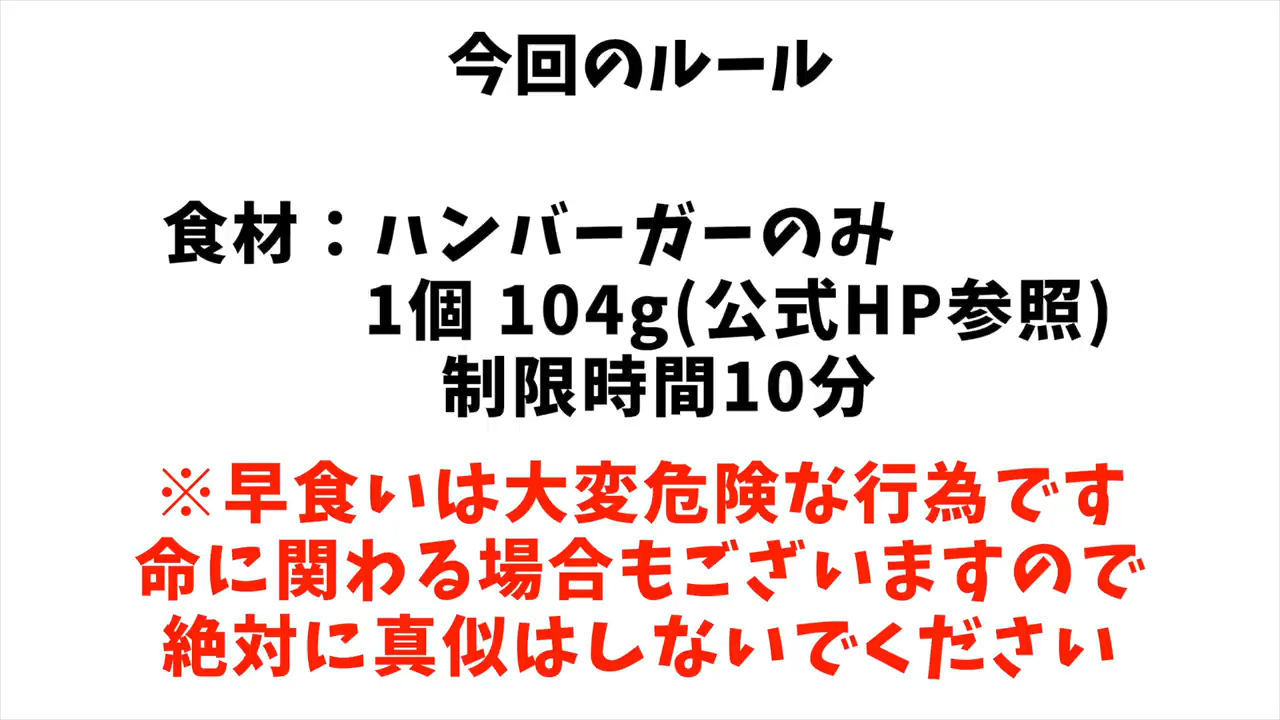 今回のルール
食材：ハンバーガーのみ
1個 104g(公式HP参照)
制限時間10分
※早食いは大変危険な行為です
命に関わる場合もございますので
絶対に真似はしないでください